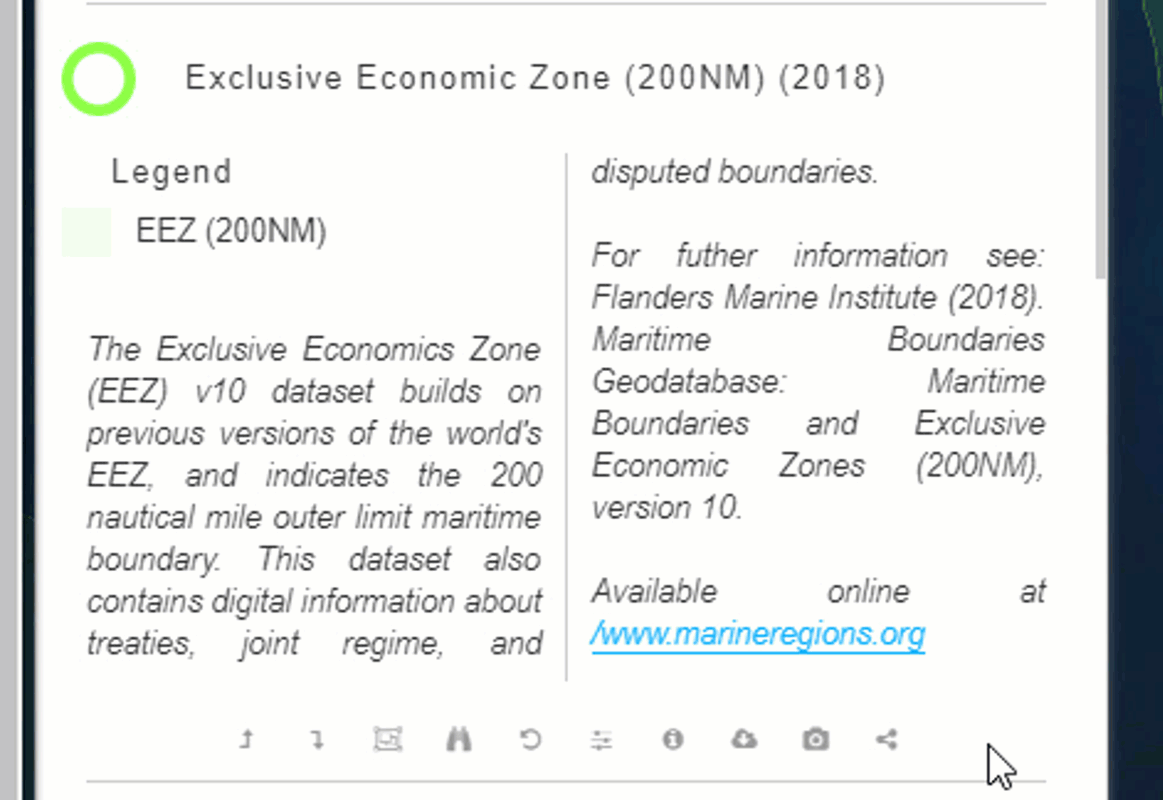 Exclusive Economic Zone (200NM) (2018)
Legend
EEZ (200NM)
The Exclusive Economics Zone
(EEZ) v10 dataset builds on
previous versions of the world's
EEZ, and indicates the 200
nautical mile outer limit maritime
boundary. This dataset also
contains digital information about
treaties, joint regime, and
disputed boundaries.
For futher information see:
Flanders Marine Institute (2018).
Maritime Boundaries
Geodatabase: Maritime
Boundaries and Exclusive
Economic Zones (200NM),
version 10.
Available online at
/www.marineregions.org